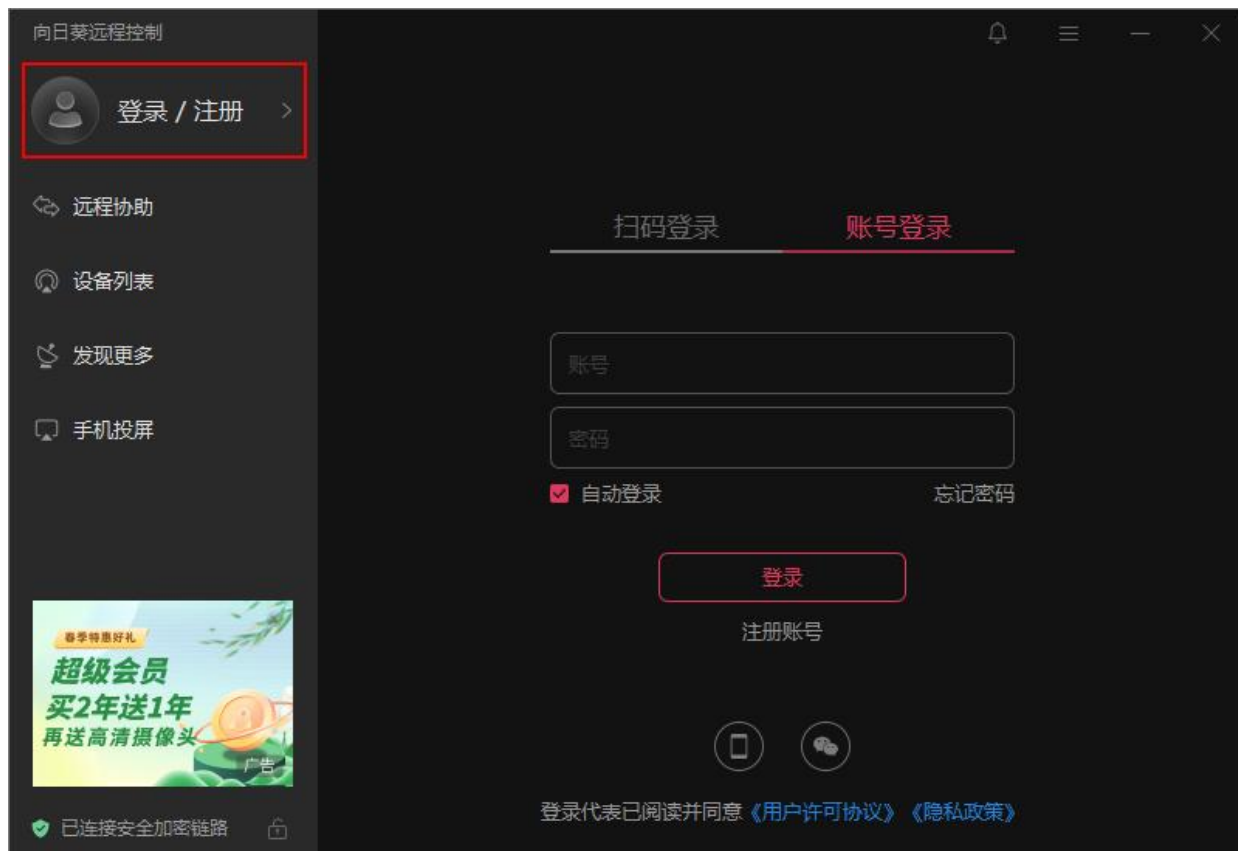 向日葵远程控制
登录 / 注册
远程协助
设备列表
发现更多
手机投屏
春季特惠好礼
超级会员
买2年送1年
再送高清摄像头
广告
已连接安全加密链路
扫码登录 账号登录
账号
密码
自动登录 忘记密码
登录
注册账号
登录代表已阅读并同意《用户许可协议》《隐私政策》